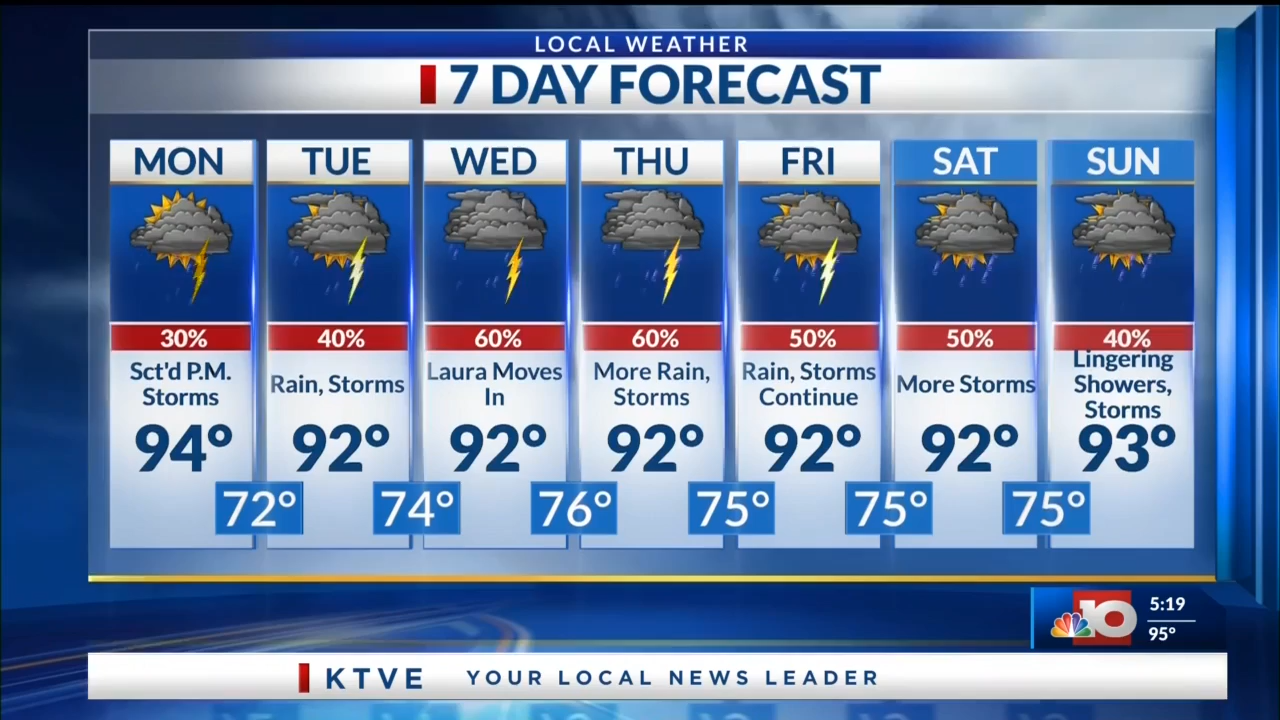 LOCAL WEATHER
7 DAY FORECAST
MON
TUE
WED
THU
FRI
SAT
SUN
30%
40%
60%
60%
50%
50%
40%
Sct'd P.M.
Storms
Rain, Storms
Laura Moves
In
More Rain,
Storms
Rain, Storms
Continue
More Storms
Lingering
Showers,
Storms
94°
92°
92°
92°
92°
92°
93°
72°
74°
76°
75°
75°
75°
10
5:19
95°
KTVE YOUR LOCAL NEWS LEADER